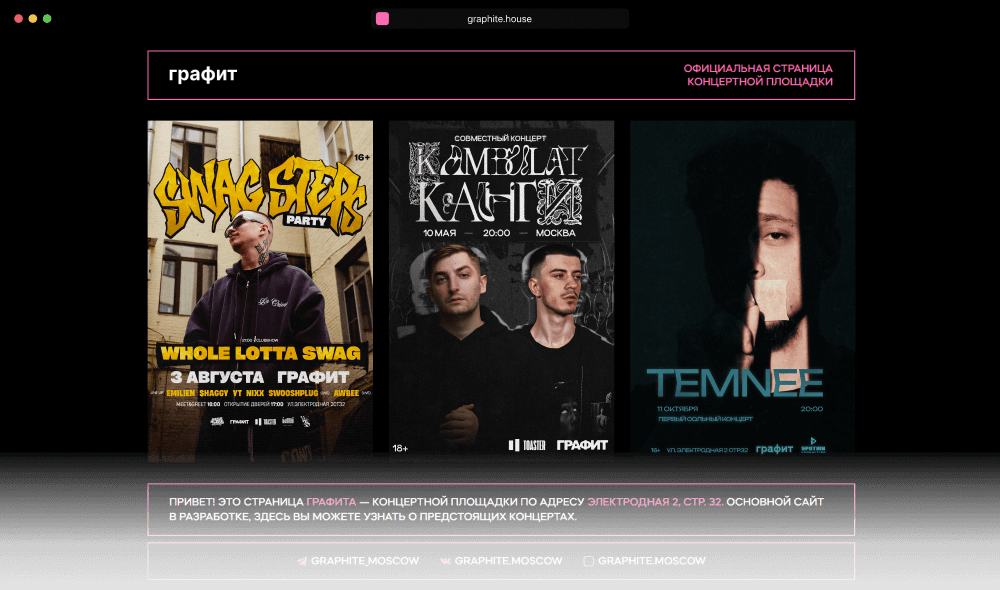 graphite.house
графит
ОФИЦИАЛЬНАЯ СТРАНИЦА
КОНЦЕРТНОЙ ПЛОЩАДКИ
16+
SWAG STEPS
PARTY
WHOLE LOTTA SWAG
3 АВГУСТА ГРАФИТ
EMILIEN SHAGGY YT NIXX SWOOSHPLUG AWBEE
MEET&GREET 16:00 ОТКРЫТИЕ ДВЕРЕЙ 17:00 УЛ.ЭЛЕКТРОДНАЯ 2СТ32
ГРАФИТ TOASTER
СОВМЕСТНЫЙ КОНЦЕРТ
KAMBULAT
КАНГИ
10 МАЯ — 20:00 — МОСКВА
18+
TOASTER ГРАФИТ
TEMNEE
11 ОКТЯБРЯ 20:00
ПЕРВЫЙ СОЛЬНЫЙ КОНЦЕРТ
18+ УЛ.ЭЛЕКТРОДНАЯ 2 СТР32 графит
ПРИВЕТ! ЭТО СТРАНИЦА ГРАФИТА — КОНЦЕРТНОЙ ПЛОЩАДКИ ПО АДРЕСУ ЭЛЕКТРОДНАЯ 2, СТР. 32. ОСНОВНОЙ САЙТ
В РАЗРАБОТКЕ, ЗДЕСЬ ВЫ МОЖЕТЕ УЗНАТЬ О ПРЕДСТОЯЩИХ КОНЦЕРТАХ.
GRAPHITE_MOSCOW GRAPHITE.MOSCOW GRAPHITE.MOSCOW